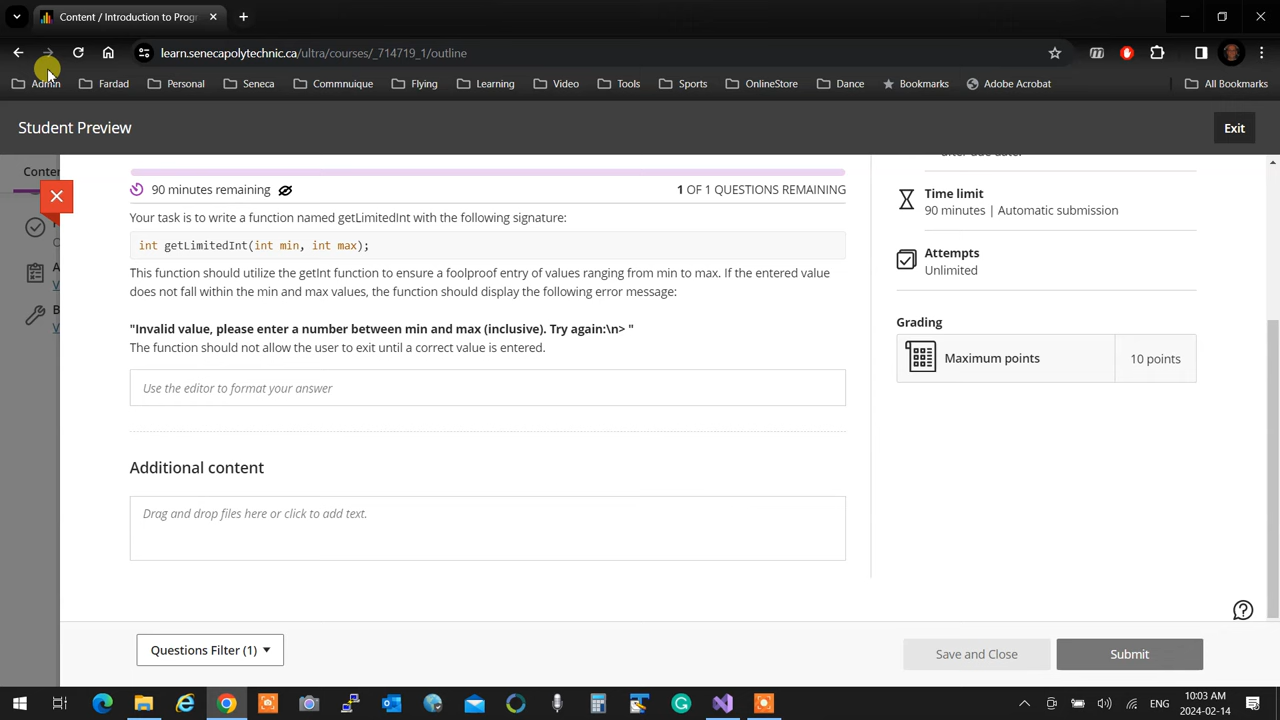 Content / Introduction to Progr
learn.senecapolytechnic.ca/ultra/courses/_714719_1/outline
Admin
Fardad
Personal
Seneca
Commnuique
Flying
Learning
Video
Tools
Sports
OnlineStore
Dance
Bookmarks
Adobe Acrobat
All Bookmarks
Student Preview
Exit
Conten
90 minutes remaining
1 OF 1 QUESTIONS REMAINING
Your task is to write a function named getLimitedInt with the following signature:
int getLimitedInt(int min, int max);
This function should utilize the getInt function to ensure a foolproof entry of values ranging from min to max. If the entered value
does not fall within the min and max values, the function should display the following error message:
"Invalid value, please enter a number between min and max (inclusive). Try again:\n> "
The function should not allow the user to exit until a correct value is entered.
Use the editor to format your answer
Additional content
Drag and drop files here or click to add text.
after due date.
Time limit
90 minutes | Automatic submission
Attempts
Unlimited
Grading
Maximum points
10 points
Questions Filter (1)
Save and Close
Submit
ENG
10:03 AM
2024-02-14